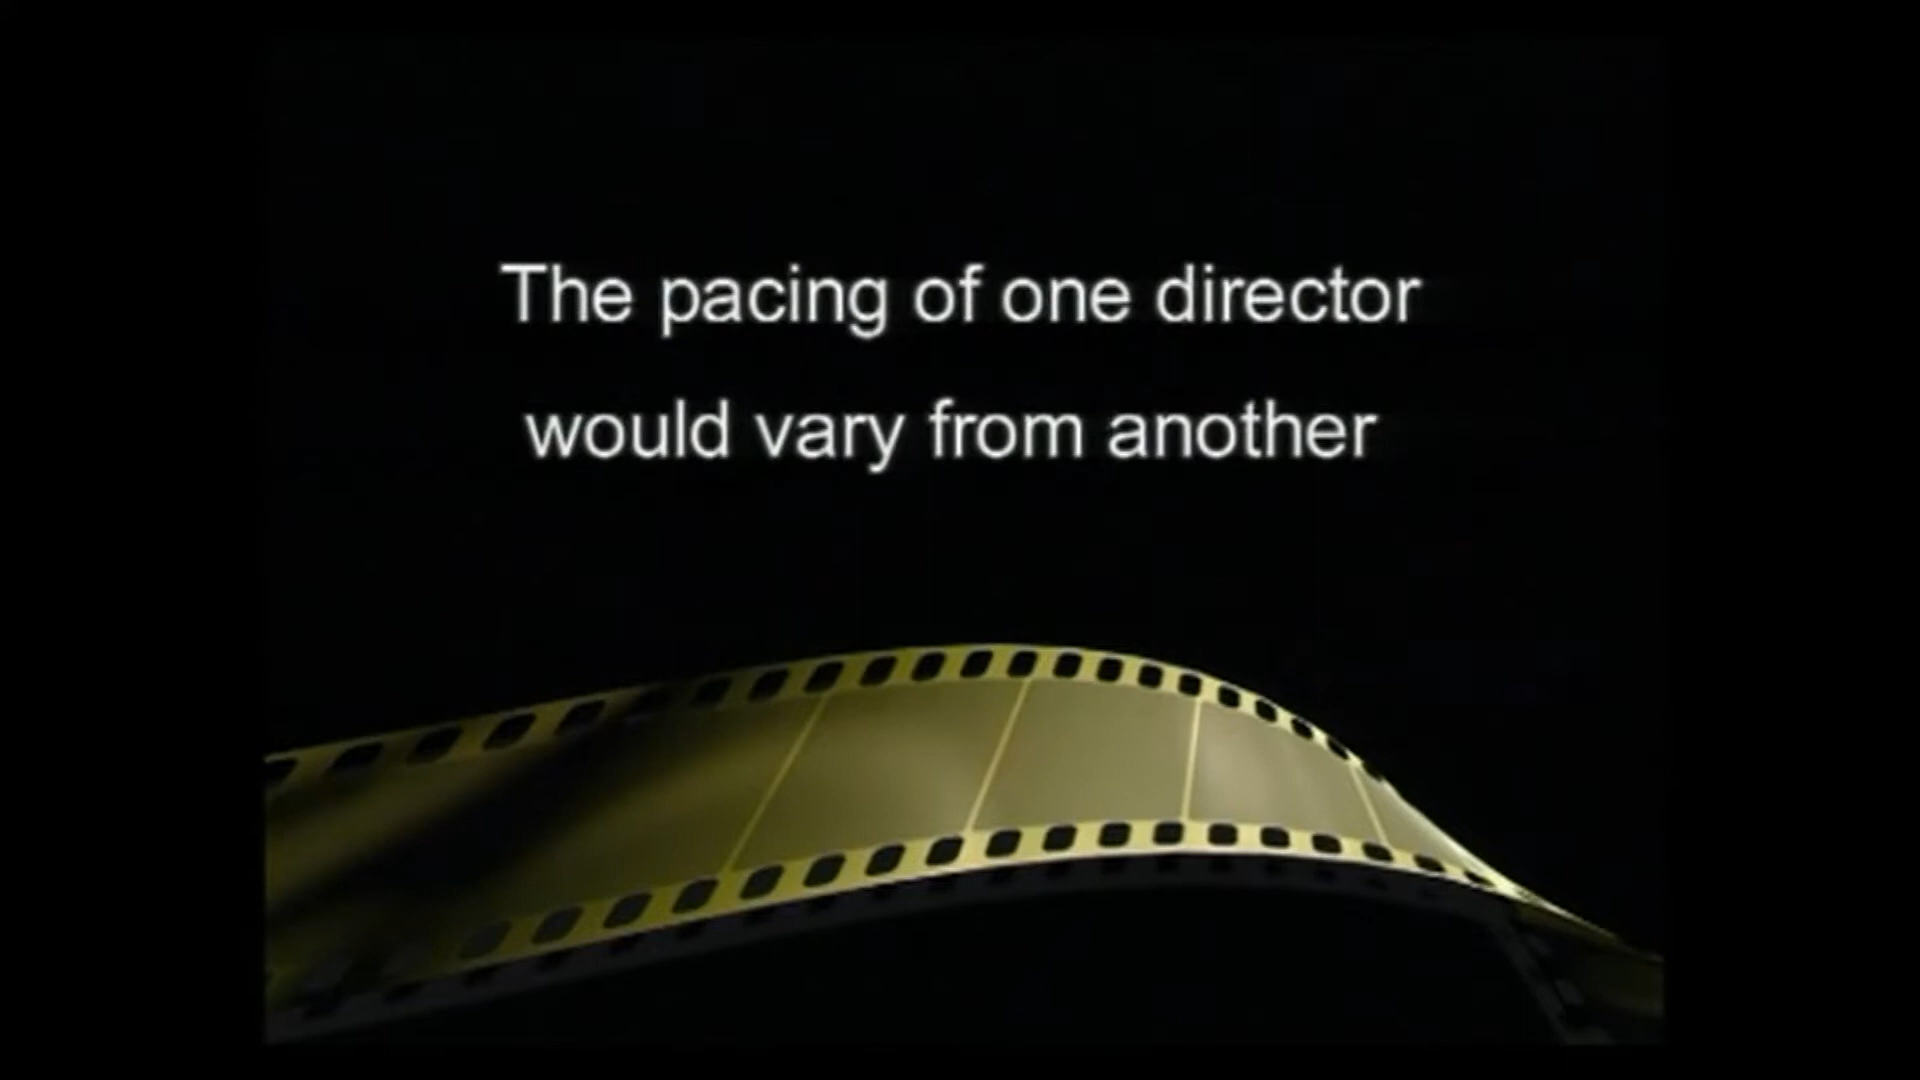 The pacing of one director
would vary from another